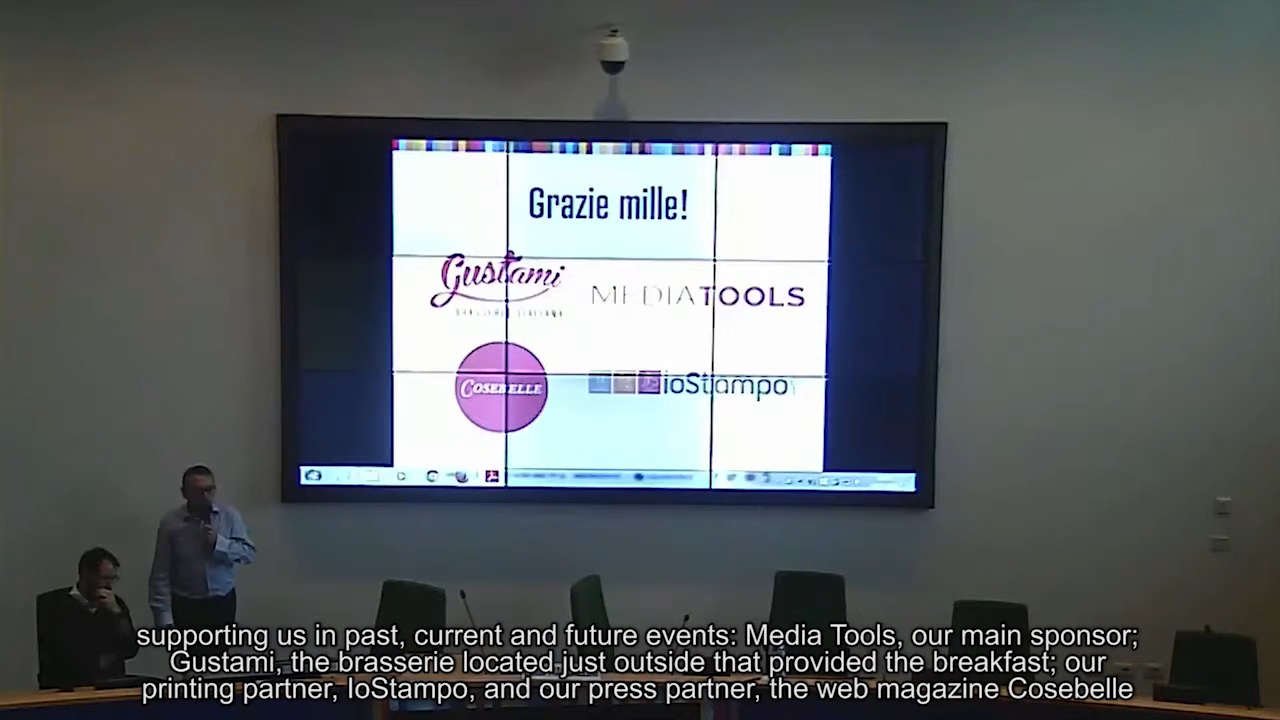 Grazie mille!
Gustami
BRASSERIE ITALIANA
MEDIATOOLS
COSEBELLE
ioStampo
supporting us in past, current and future events: Media Tools, our main sponsor;
Gustami, the brasserie located just outside that provided the breakfast; our
printing partner, IoStampo, and our press partner, the web magazine Cosebelle